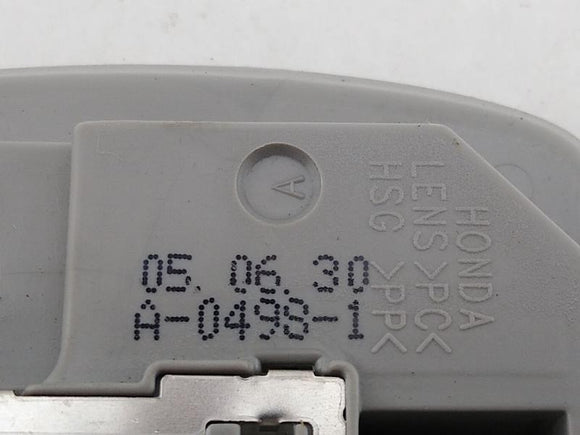 A
HONDA
LENS >PC<
HSG >PP<
05.06.30
A-0498-1